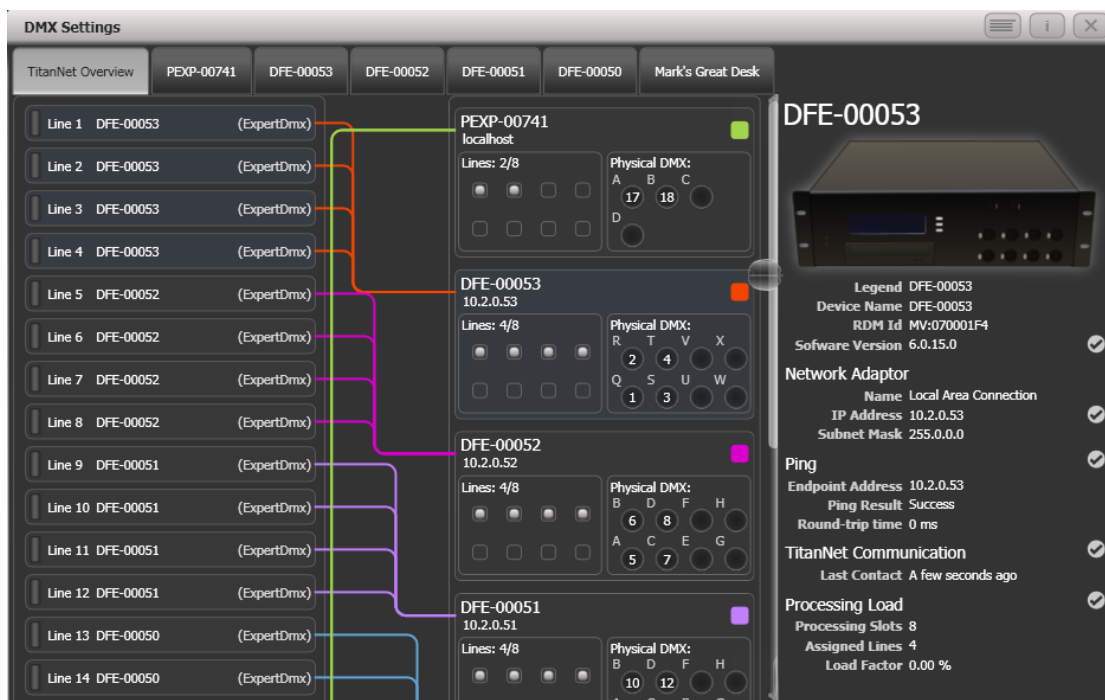 DMX Settings
i
TitanNet Overview
PEXP-00741
DFE-00053
DFE-00052
DFE-00051
DFE-00050
Mark's Great Desk
Line 1 DFE-00053 (ExpertDmx)
Line 2 DFE-00053 (ExpertDmx)
Line 3 DFE-00053 (ExpertDmx)
Line 4 DFE-00053 (ExpertDmx)
Line 5 DFE-00052 (ExpertDmx)
Line 6 DFE-00052 (ExpertDmx)
Line 7 DFE-00052 (ExpertDmx)
Line 8 DFE-00052 (ExpertDmx)
Line 9 DFE-00051 (ExpertDmx)
Line 10 DFE-00051 (ExpertDmx)
Line 11 DFE-00051 (ExpertDmx)
Line 12 DFE-00051 (ExpertDmx)
Line 13 DFE-00050 (ExpertDmx)
Line 14 DFE-00050 (ExpertDmx)
PEXP-00741
localhost
Lines: 2/8
Physical DMX:
A B C
17 18
D
DFE-00053
10.2.0.53
Lines: 4/8
Physical DMX:
R T V X
2 4
Q S U W
1 3
DFE-00052
10.2.0.52
Lines: 4/8
Physical DMX:
B D F H
6 8
A C E G
5 7
DFE-00051
10.2.0.51
Lines: 4/8
Physical DMX:
B D F H
10 12
DFE-00053
Legend DFE-00053
Device Name DFE-00053
RDM Id MV:070001F4
Sofware Version 6.0.15.0
Network Adaptor
Name Local Area Connection
IP Address 10.2.0.53
Subnet Mask 255.0.0.0
Ping
Endpoint Address 10.2.0.53
Ping Result Success
Round-trip time 0 ms
TitanNet Communication
Last Contact A few seconds ago
Processing Load
Processing Slots 8
Assigned Lines 4
Load Factor 0.00 %